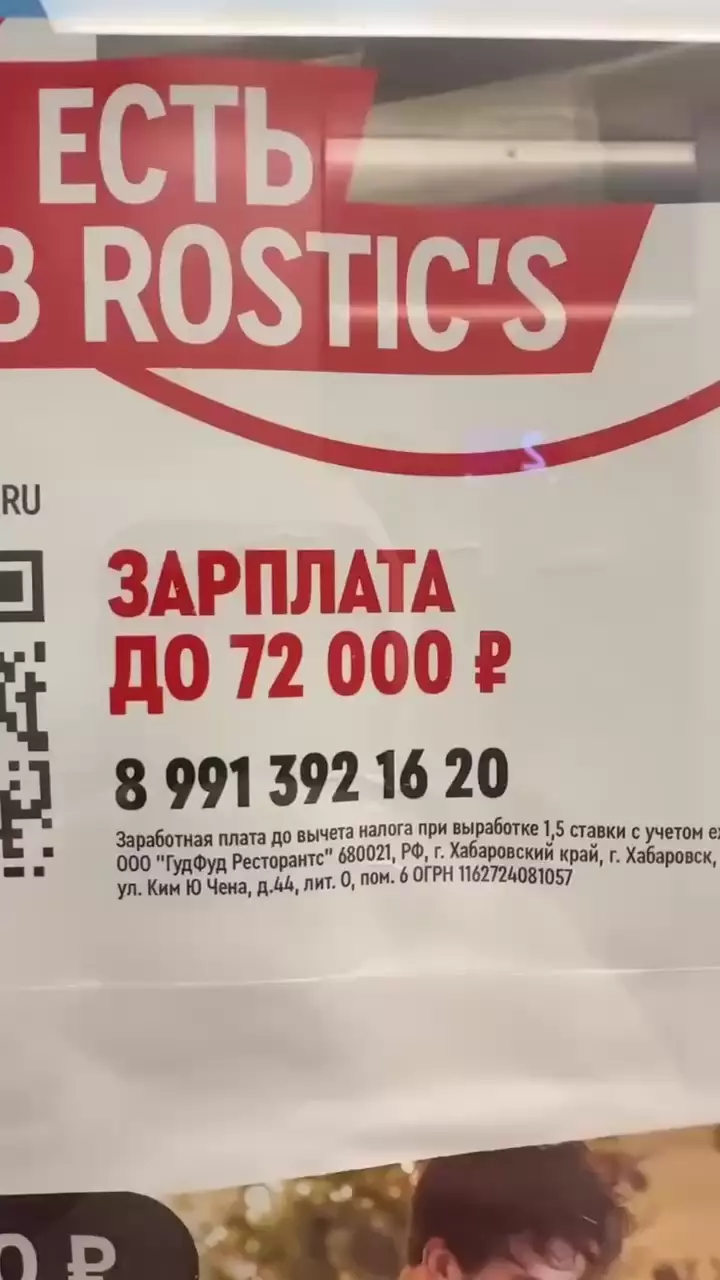 ЕСТЬ
В ROSTIC'S
RU
ЗАРПЛАТА
ДО 72 000 ₽
8 991 392 16 20
Заработная плата до вычета налога при выработке 1,5 ставки с учетом
ООО "ГудФуд Ресторантс" 680021, РФ, г. Хабаровский край, г. Хабаровск,
ул. Ким Ю Чена, д.44, лит. О, пом. 6 ОГРН 1162724081057
0 ₽